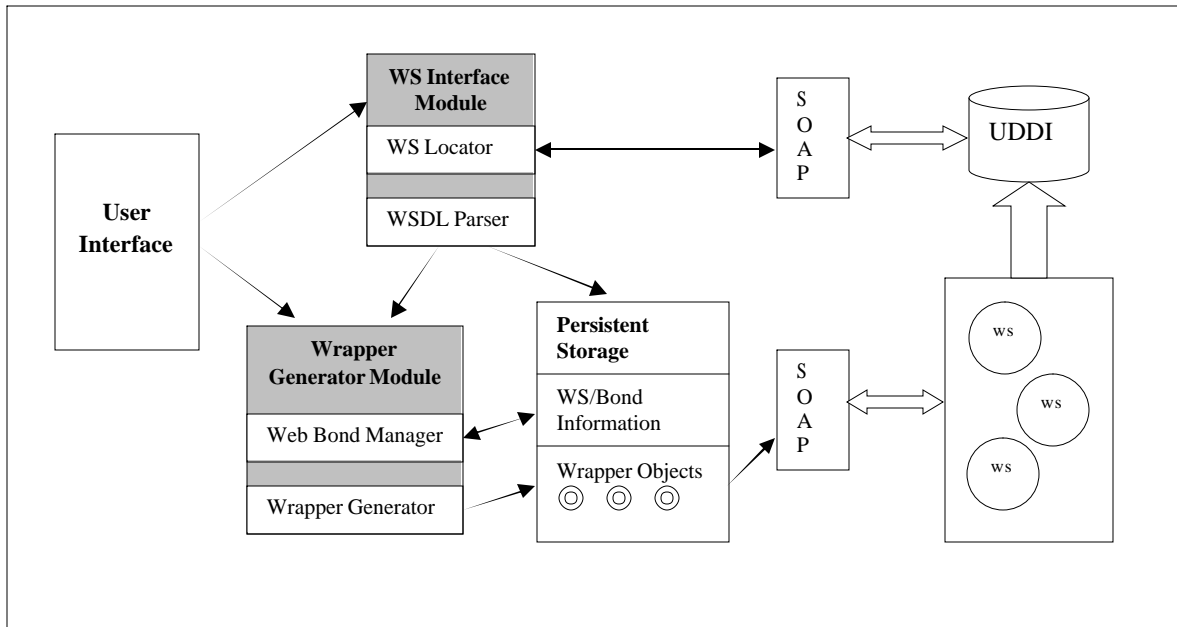 User
Interface
WS Interface
Module
WS Locator
WSDL Parser
S
O
A
P
UDDI
Wrapper
Generator Module
Web Bond Manager
Wrapper Generator
Persistent
Storage
WS/Bond
Information
Wrapper Objects
S
O
A
P
ws
ws
ws